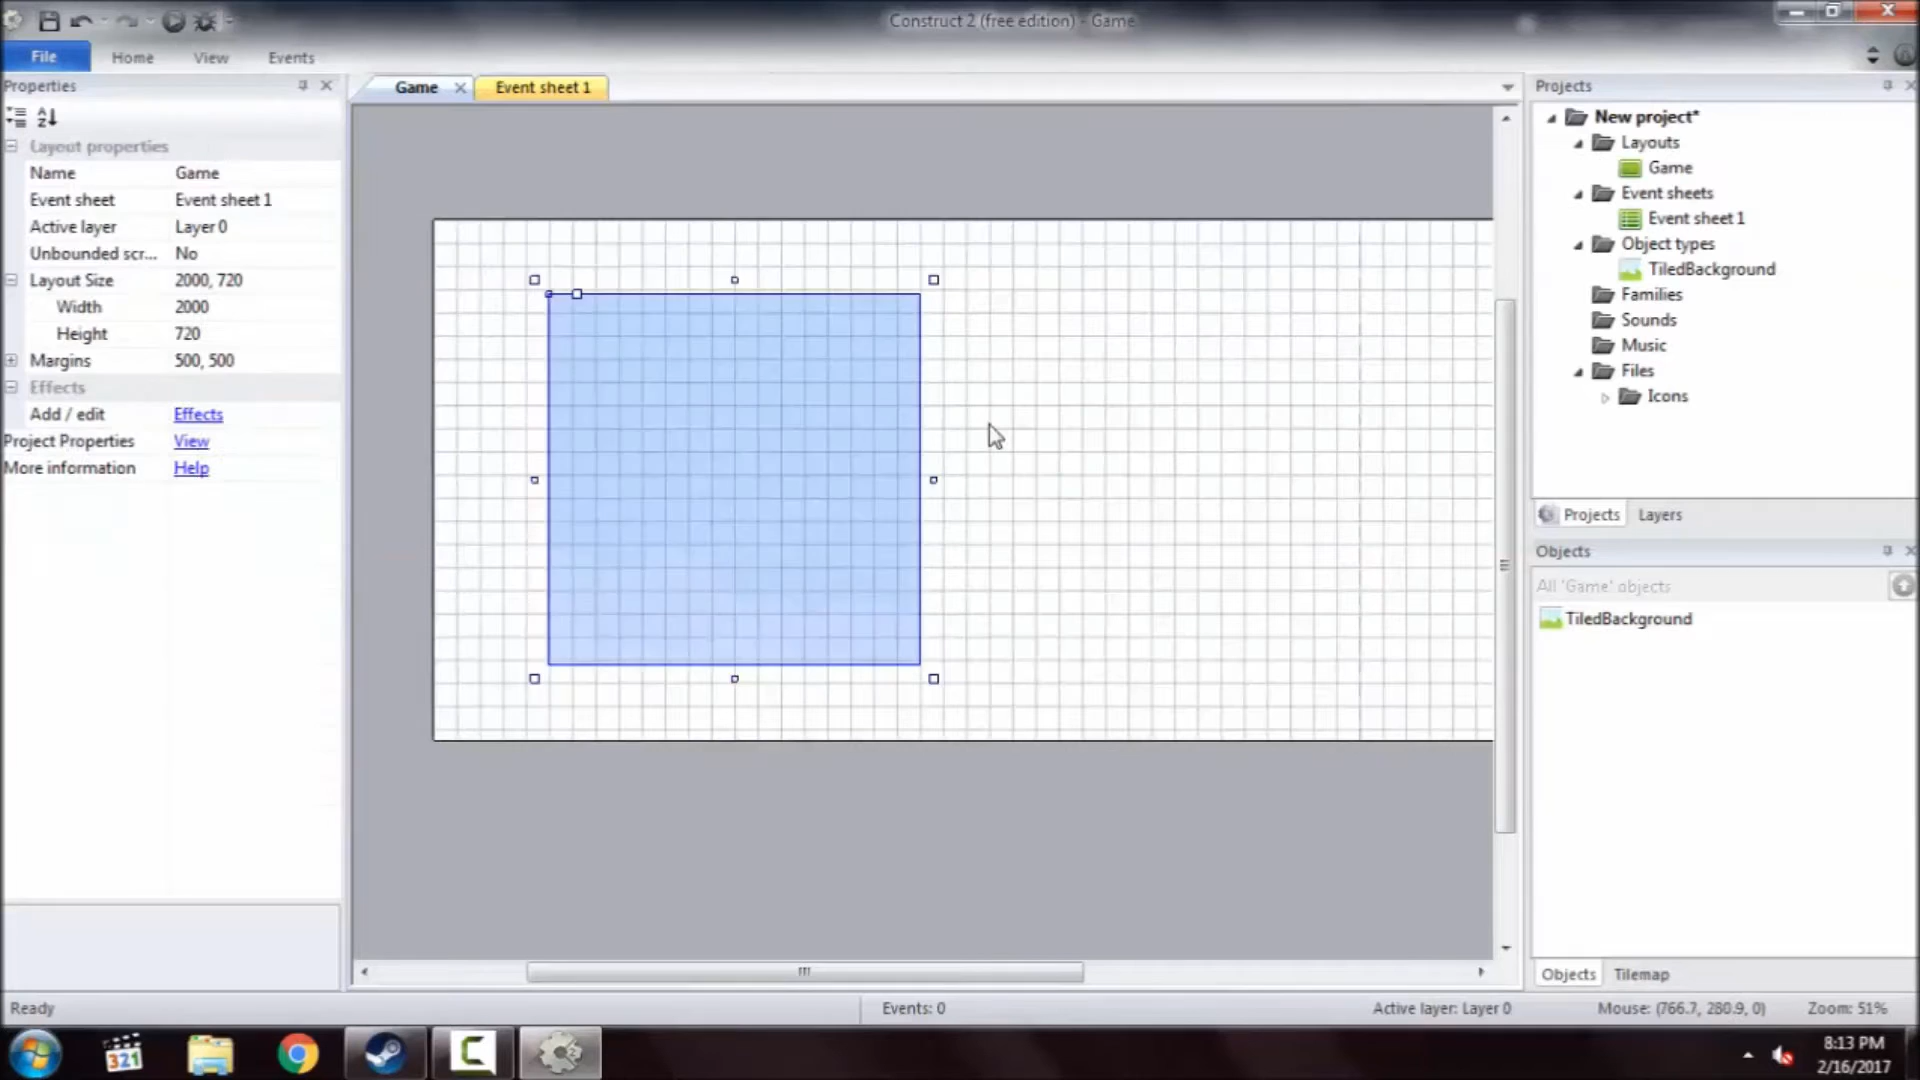 Construct 2 (free edition) - Game
File Home View Events
Properties
Game
Event sheet 1
Projects
Layout properties
Name Game
Event sheet Event sheet 1
Active layer Layer 0
Unbounded scr... No
Layout Size 2000, 720
Width 2000
Height 720
Margins 500, 500
Effects
Add / edit Effects
Project Properties View
More information Help
New project*
Layouts
Game
Event sheets
Event sheet 1
Object types
TiledBackground
Families
Sounds
Music
Files
Icons
Projects Layers
Objects
All 'Game' objects
TiledBackground
Objects Tilemap
Ready
Events: 0
Active layer: Layer 0
Mouse: (766.7, 280.9, 0)
Zoom: 51%
321
8:13 PM
2/16/2017